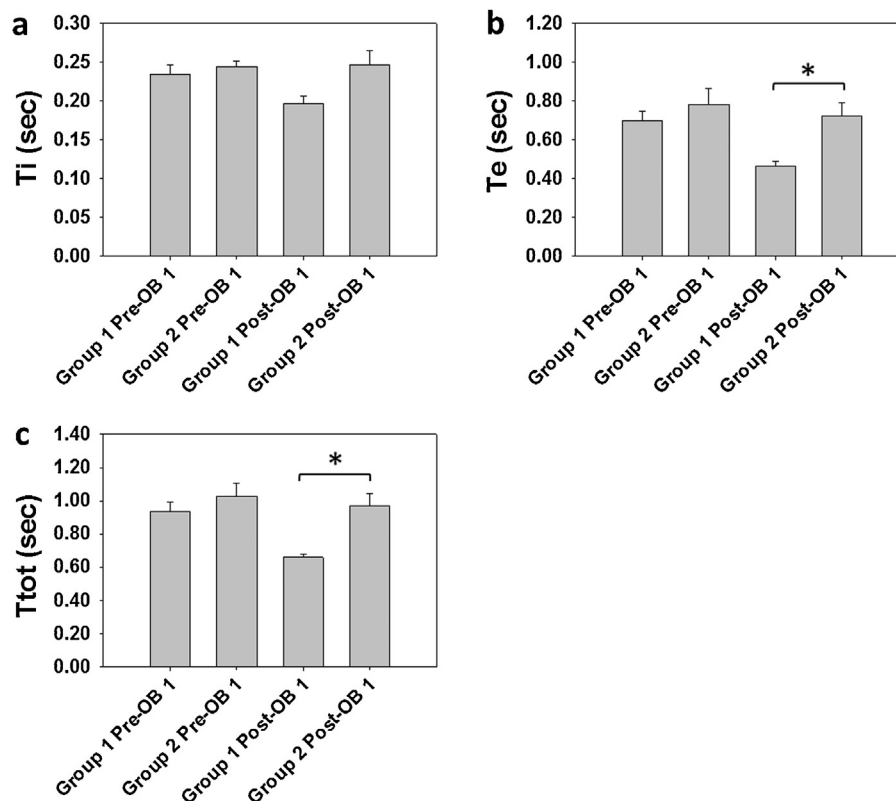 a
Ti (sec)
0.30
0.25
0.20
0.15
0.10
0.05
0.00
Group 1 Pre-OB 1
Group 2 Pre-OB 1
Group 1 Post-OB 1
Group 2 Post-OB 1
b
Te (sec)
1.20
1.00
0.80
0.60
0.40
0.20
0.00
*
Group 1 Pre-OB 1
Group 2 Pre-OB 1
Group 1 Post-OB 1
Group 2 Post-OB 1
c
Ttot (sec)
1.40
1.20
1.00
0.80
0.60
0.40
0.20
0.00
*
Group 1 Pre-OB 1
Group 2 Pre-OB 1
Group 1 Post-OB 1
Group 2 Post-OB 1